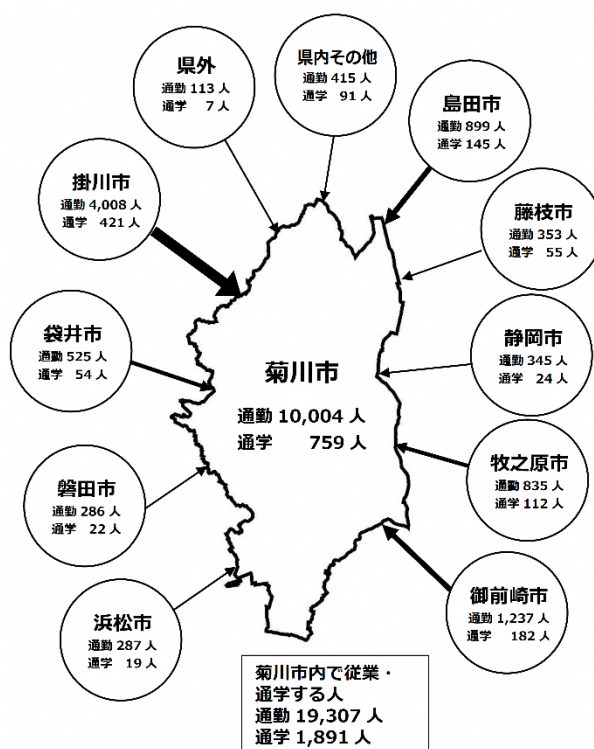 県外
通勤 113 人
通学 7 人
県内その他
通勤 415 人
通学 91 人
島田市
通勤 899 人
通学 145 人
掛川市
通勤 4,008 人
通学 421 人
藤枝市
通勤 353 人
通学 55 人
袋井市
通勤 525 人
通学 54 人
菊川市
通勤 10,004 人
通学 759 人
静岡市
通勤 345 人
通学 24 人
磐田市
通勤 286 人
通学 22 人
牧之原市
通勤 835 人
通学 112 人
浜松市
通勤 287 人
通学 19 人
御前崎市
通勤 1,237 人
通学 182 人
菊川市内で従業・
通学する人
通勤 19,307 人
通学 1,891 人